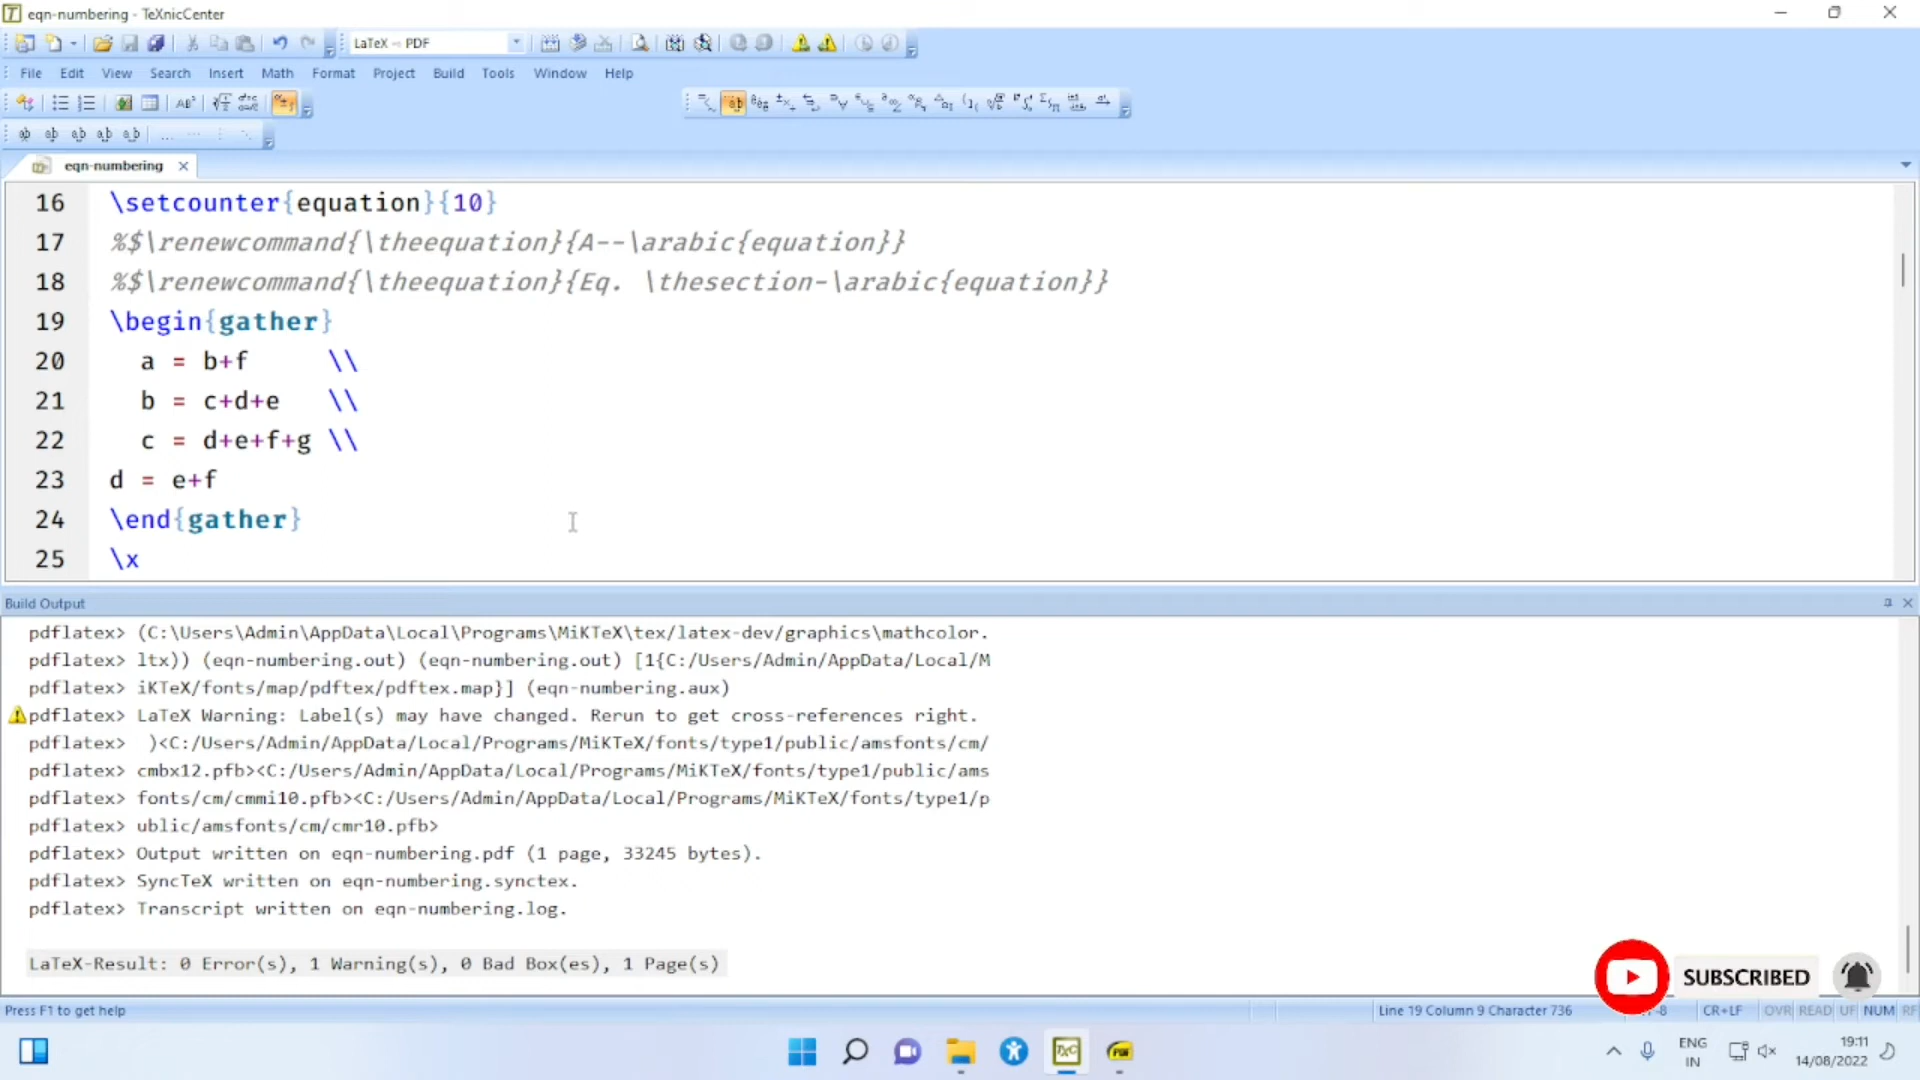 eqn-numbering - TeXnicCenter
LaTeX ⇨ PDF
File Edit View Search Insert Math Format Project Build Tools Window Help
eqn-numbering
16 \setcounter{equation}{10}
17 %$\renewcommand{\theequation}{A--\arabic{equation}}
18 %$\renewcommand{\theequation}{Eq. \thesection-\arabic{equation}}
19 \begin{gather}
20 a = b+f \\
21 b = c+d+e \\
22 c = d+e+f+g \\
23 d = e+f
24 \end{gather}
25 \x
Build Output
pdflatex> (C:\Users\Admin\AppData\Local\Programs\MiKTeX\tex/latex-dev/graphics\mathcolor.
pdflatex> ltx)) (eqn-numbering.out) (eqn-numbering.out) [1{C:/Users/Admin/AppData/Local/M
pdflatex> iKTeX/fonts/map/pdftex/pdftex.map}] (eqn-numbering.aux)
pdflatex> LaTeX Warning: Label(s) may have changed. Rerun to get cross-references right.
pdflatex> )<C:/Users/Admin/AppData/Local/Programs/MiKTeX/fonts/type1/public/amsfonts/cm/
pdflatex> cmbx12.pfb><C:/Users/Admin/AppData/Local/Programs/MiKTeX/fonts/type1/public/ams
pdflatex> fonts/cm/cmmi10.pfb><C:/Users/Admin/AppData/Local/Programs/MiKTeX/fonts/type1/p
pdflatex> ublic/amsfonts/cm/cmr10.pfb>
pdflatex> Output written on eqn-numbering.pdf (1 page, 33245 bytes).
pdflatex> SyncTeX written on eqn-numbering.synctex.
pdflatex> Transcript written on eqn-numbering.log.
LaTeX-Result: 0 Error(s), 1 Warning(s), 0 Bad Box(es), 1 Page(s)
SUBSCRIBED
Press F1 to get help
Line 19 Column 9 Character 736
CR+LF OVR READ UF NUM RF
ENG
IN
19:11
14/08/2022